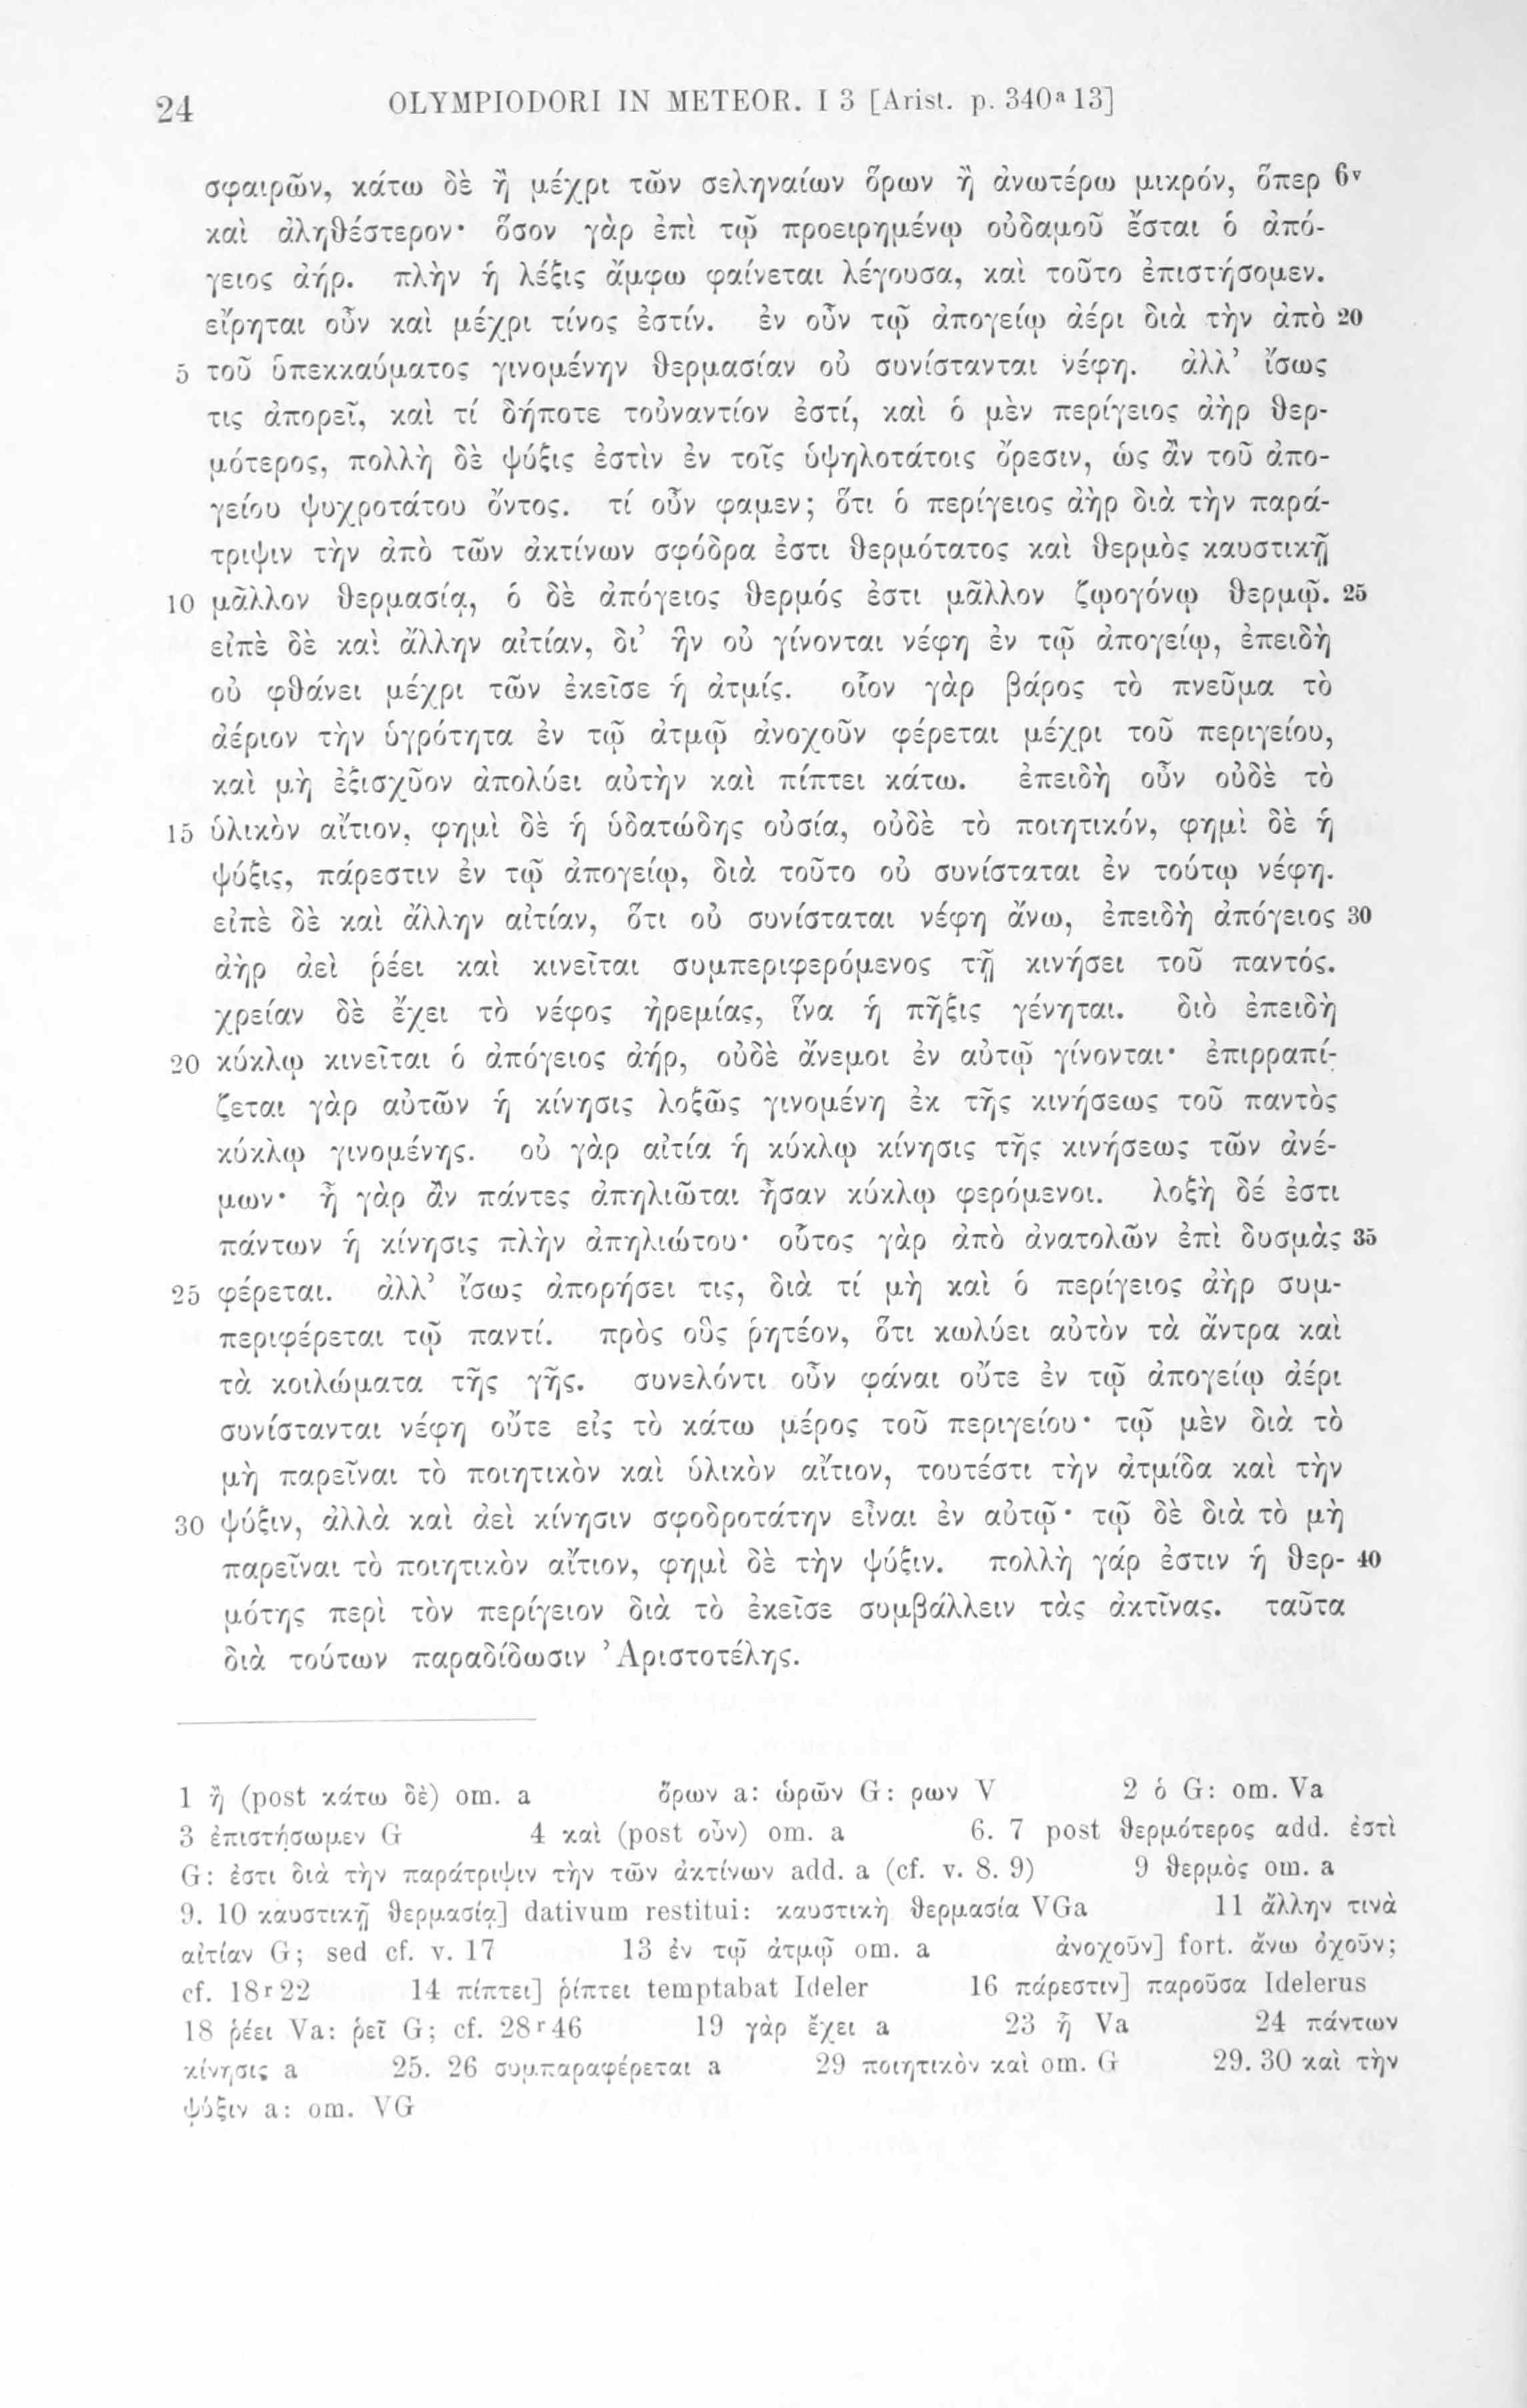 24 OLYMPIODORI IN METEOR. I 3 [Arist. p. 340ᵃ13]
σφαιρῶν, κάτω δὲ ἢ μέχρι τῶν σεληναίων ὅρων ἢ ἀνωτέρω μικρόν, ὅπερ 6ᵛ
καὶ ἀληθέστερον· ὅσον γὰρ ἐπὶ τῷ προειρημένῳ οὐδαμοῦ ἔσται ὁ ἀπό-
γειος ἀήρ. πλὴν ἡ λέξις ἄμφω φαίνεται λέγουσα, καὶ τοῦτο ἐπιστήσομεν.
εἴρηται οὖν καὶ μέχρι τίνος ἐστίν. ἐν οὖν τῷ ἀπογείῳ ἀέρι διὰ τὴν ἀπὸ 20
5 τοῦ ὑπεκκαύματος γινομένην θερμασίαν οὐ συνίστανται νέφη. ἀλλ’ ἴσως
τις ἀπορεῖ, καὶ τί δήποτε τοὐναντίον ἐστί, καὶ ὁ μὲν περίγειος ἀὴρ θερ-
μότερος, πολλὴ δὲ ψύξις ἐστὶν ἐν τοῖς ὑψηλοτάτοις ὄρεσιν, ὡς ἂν τοῦ ἀπο-
γείου ψυχροτάτου ὄντος. τί οὖν φαμεν; ὅτι ὁ περίγειος ἀὴρ διὰ τὴν παρά-
τριψιν τὴν ἀπὸ τῶν ἀκτίνων σφόδρα ἐστι θερμότατος καὶ θερμὸς καυστικῇ
10 μᾶλλον θερμασίᾳ, ὁ δὲ ἀπόγειος θερμός ἐστι μᾶλλον ζῳογόνῳ θερμῷ. 25
εἰπὲ δὲ καὶ ἄλλην αἰτίαν, δι’ ἣν οὐ γίνονται νέφη ἐν τῷ ἀπογείῳ, ἐπειδὴ
οὐ φθάνει μέχρι τῶν ἐκεῖσε ἡ ἀτμίς. οἷον γὰρ βάρος τὸ πνεῦμα τὸ
ἀέριον τὴν ὑγρότητα ἐν τῷ ἀτμῷ ἀνοχοῦν φέρεται μέχρι τοῦ περιγείου,
καὶ μὴ ἐξισχῦον ἀπολύει αὐτὴν καὶ πίπτει κάτω. ἐπειδὴ οὖν οὐδὲ τὸ
15 ὑλικὸν αἴτιον, φημὶ δὲ ἡ ὑδατώδης οὐσία, οὐδὲ τὸ ποιητικόν, φημὶ δὲ ἡ
ψύξις, πάρεστιν ἐν τῷ ἀπογείῳ, διὰ τοῦτο οὐ συνίσταται ἐν τούτῳ νέφη.
εἰπὲ δὲ καὶ ἄλλην αἰτίαν, ὅτι οὐ συνίσταται νέφη ἄνω, ἐπειδὴ ἀπόγειος 30
ἀὴρ ἀεὶ ῥέει καὶ κινεῖται συμπεριφερόμενος τῇ κινήσει τοῦ παντός.
χρείαν δὲ ἔχει τὸ νέφος ἠρεμίας, ἵνα ἡ πῆξις γένηται. διὸ ἐπειδὴ
20 κύκλῳ κινεῖται ὁ ἀπόγειος ἀήρ, οὐδὲ ἄνεμοι ἐν αὐτῷ γίνονται· ἐπιρραπί-
ζεται γὰρ αὐτῶν ἡ κίνησις λοξῶς γινομένη ἐκ τῆς κινήσεως τοῦ παντὸς
κύκλῳ γινομένης. οὐ γὰρ αἰτία ἡ κύκλῳ κίνησις τῆς κινήσεως τῶν ἀνέ-
μων· ἦ γὰρ ἂν πάντες ἀπηλιῶται ἦσαν κύκλῳ φερόμενοι. λοξὴ δέ ἐστι
πάντων ἡ κίνησις πλὴν ἀπηλιώτου· οὗτος γὰρ ἀπὸ ἀνατολῶν ἐπὶ δυσμὰς 35
25 φέρεται. ἀλλ’ ἴσως ἀπορήσει τις, διὰ τί μὴ καὶ ὁ περίγειος ἀὴρ συμ-
περιφέρεται τῷ παντί. πρὸς οὓς ῥητέον, ὅτι κωλύει αὐτὸν τὰ ἄντρα καὶ
τὰ κοιλώματα τῆς γῆς. συνελόντι οὖν φάναι οὔτε ἐν τῷ ἀπογείῳ ἀέρι
συνίστανται νέφη οὔτε εἰς τὸ κάτω μέρος τοῦ περιγείου· τῷ μὲν διὰ τὸ
μὴ παρεῖναι τὸ ποιητικὸν καὶ ὑλικὸν αἴτιον, τουτέστι τὴν ἀτμίδα καὶ τὴν
30 ψύξιν, ἀλλὰ καὶ ἀεὶ κίνησιν σφοδροτάτην εἶναι ἐν αὐτῷ· τῷ δὲ διὰ τὸ μὴ
παρεῖναι τὸ ποιητικὸν αἴτιον, φημὶ δὲ τὴν ψύξιν. πολλὴ γάρ ἐστιν ἡ θερ- 40
μότης περὶ τὸν περίγειον διὰ τὸ ἐκεῖσε συμβάλλειν τὰς ἀκτῖνας. ταῦτα
διὰ τούτων παραδίδωσιν Ἀριστοτέλης.
1 ἢ (post κάτω δὲ) om. a ὅρων a: ὡρῶν G: ρων V 2 ὁ G: om. Va
3 ἐπιστήσωμεν G 4 καὶ (post οὖν) om. a 6. 7 post θερμότερος add. ἐστὶ
G: ἐστι διὰ τὴν παράτριψιν τὴν τῶν ἀκτίνων add. a (cf. v. 8. 9) 9 θερμὸς om. a
9. 10 καυστικῇ θερμασίᾳ] dativum restitui: καυστικὴ θερμασία VGa 11 ἄλλην τινὰ
αἰτίαν G; sed cf. v. 17 13 ἐν τῷ ἀτμῷ om. a ἀνοχοῦν] fort. ἄνω ὀχοῦν;
cf. 18ʳ22 14 πίπτει] ῥίπτει temptabat Ideler 16 πάρεστιν] παροῦσα Idelerus
18 ῥέει Va: ῥεῖ G; cf. 28ʳ46 19 γὰρ ἔχει a 23 ἦ Va 24 πάντων
κίνησις a 25. 26 συμπαραφέρεται a 29 ποιητικὸν καὶ om. G 29. 30 καὶ τὴν
ψύξιν a: om. VG